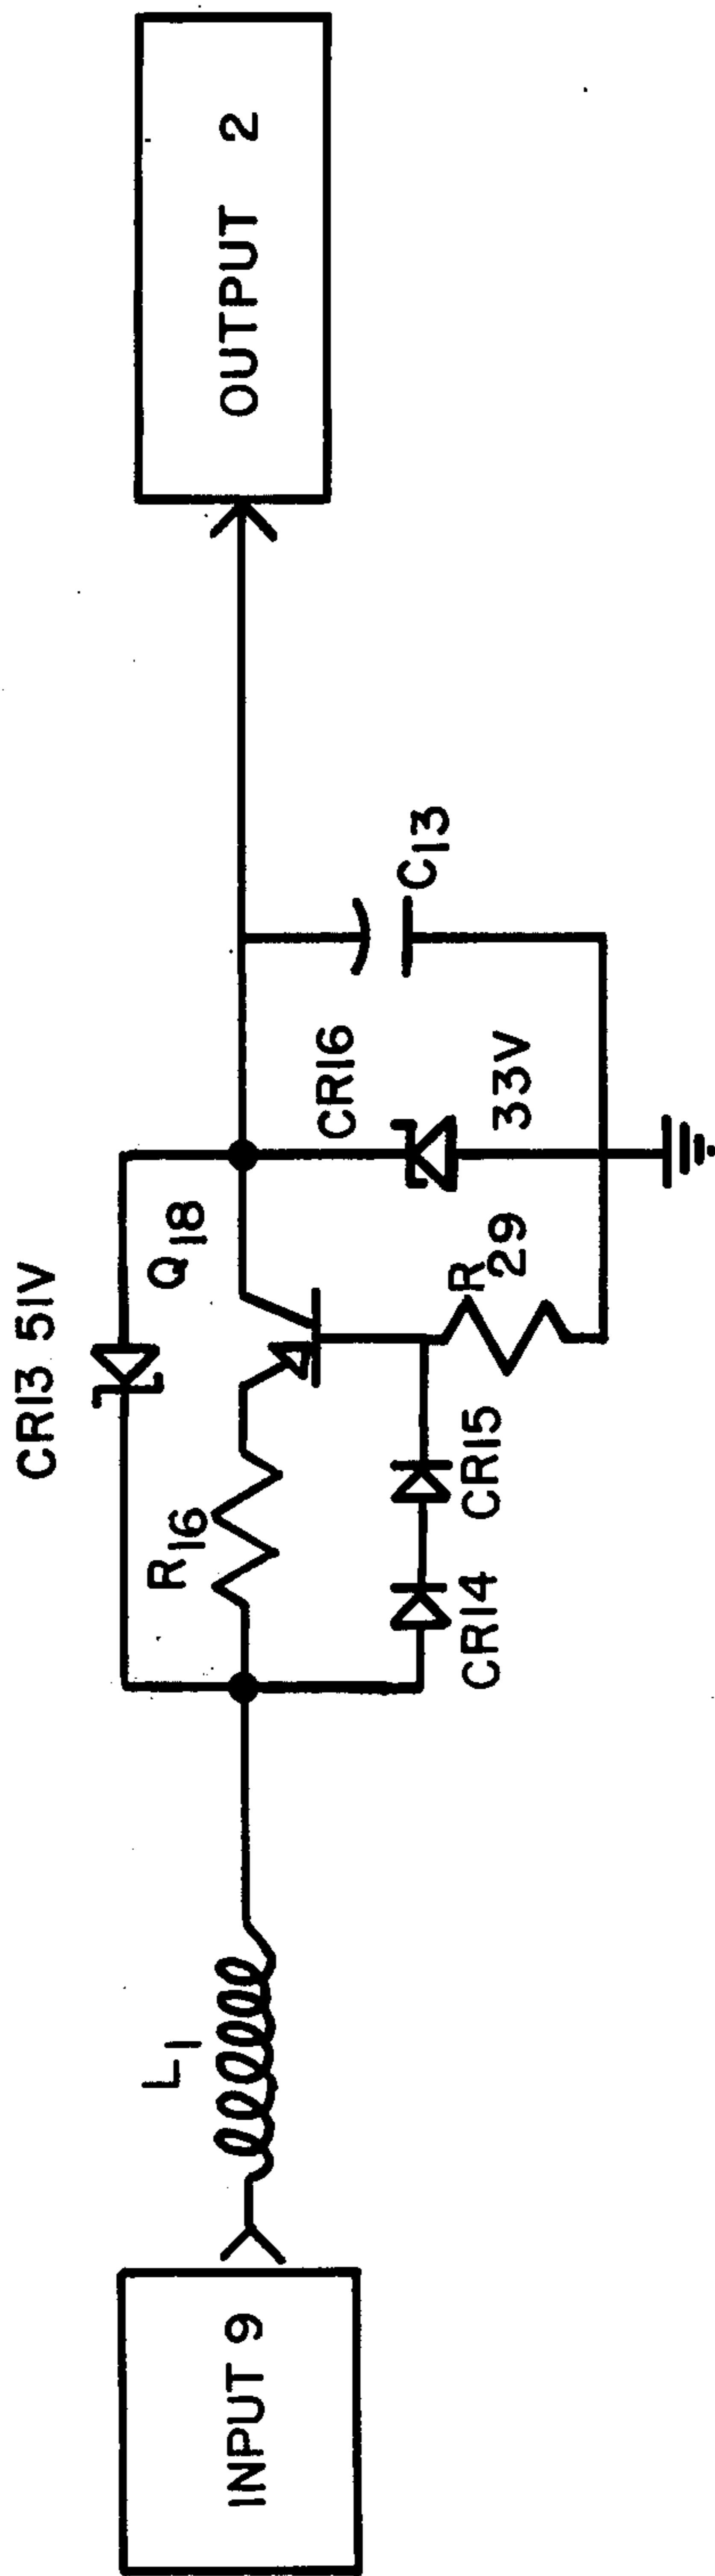 INPUT 9
L1
CR13 51V
R16
Q18
CR14
CR15
R29
CR16
33V
C13
OUTPUT 2